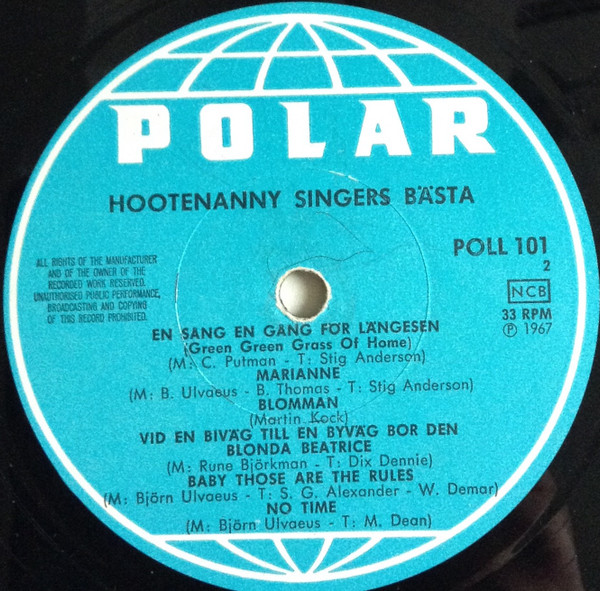 POLAR
HOOTENANNY SINGERS BÄSTA
POLL 101
2
NCB
33 RPM
Ⓟ 1967
ALL RIGHTS OF THE MANUFACTURER
AND OF THE OWNER OF THE
RECORDED WORK RESERVED.
UNAUTHORISED PUBLIC PERFORMANCE,
BROADCASTING AND COPYING
OF THIS RECORD PROHIBITED.
EN SÅNG EN GÅNG FÖR LÄNGESEN
(Green Green Grass Of Home)
(M: C. Putman - T: Stig Anderson)
MARIANNE
(M: B. Ulvaeus - B. Thomas - T: Stig Anderson)
BLOMMAN
(Martin Kock)
VID EN BIVÄG TILL EN BYVÄG BOR DEN
BLONDA BEATRICE
(M: Rune Björkman - T: Dix Dennie)
BABY THOSE ARE THE RULES
(M: Björn Ulvaeus - T: S. G. Alexander - W. Demar)
NO TIME
(M: Björn Ulvaeus - T: M. Dean)